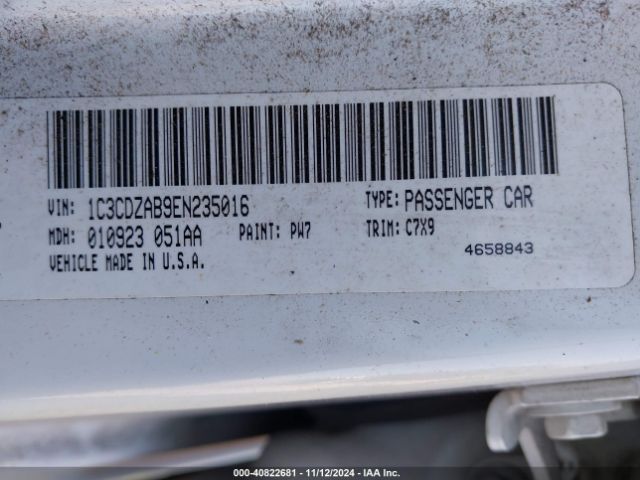 VIN: 1C3CDZAB9EN235016 TYPE: PASSENGER CAR
MDH: 010923 051AA PAINT: PW7 TRIM: C7X9
VEHICLE MADE IN U.S.A. 4658843
000-40822681 - 11/12/2024 - IAA Inc.